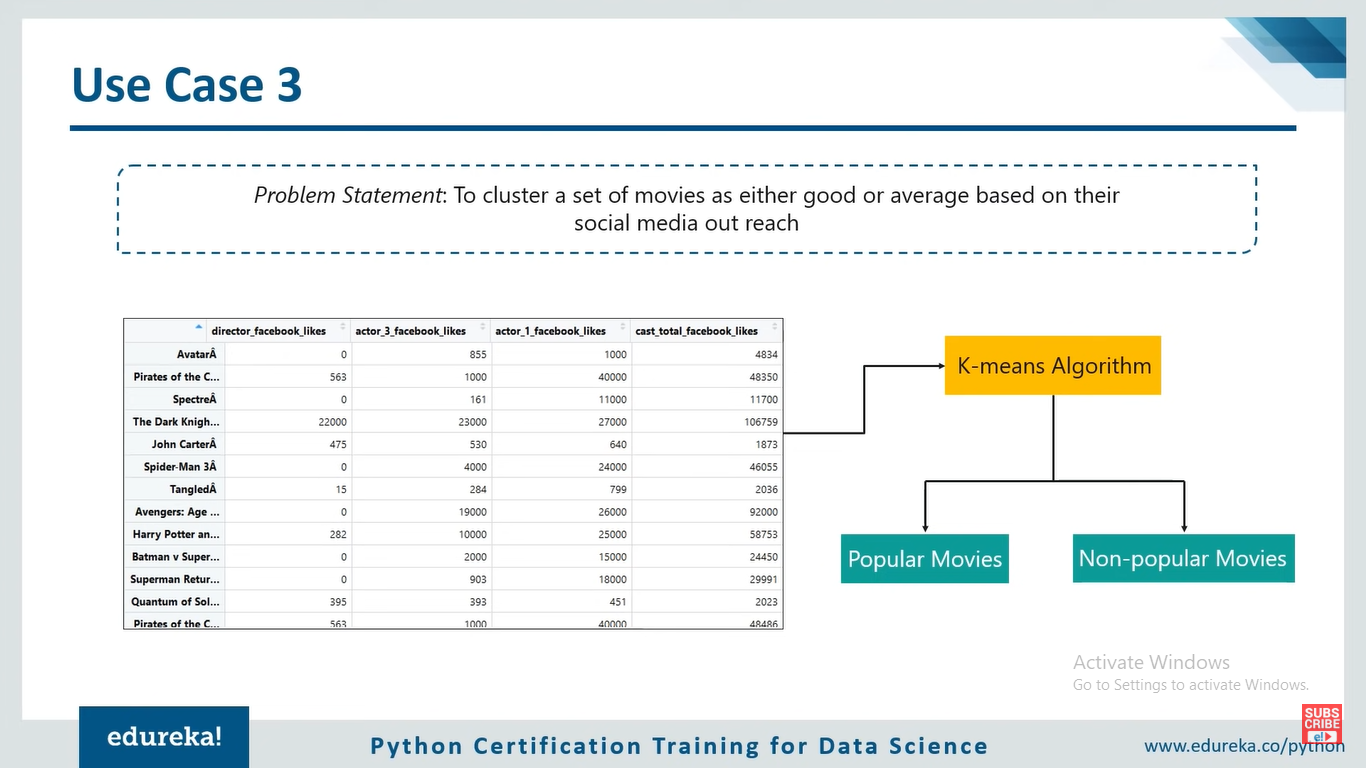 Use Case 3
Problem Statement: To cluster a set of movies as either good or average based on their
social media out reach
director_facebook_likes actor_3_facebook_likes actor_1_facebook_likes cast_total_facebook_likes
AvatarÂ 0 855 1000 4834
Pirates of the C... 563 1000 40000 48350
SpectreÂ 0 161 11000 11700
The Dark Knigh... 22000 23000 27000 106759
John CarterÂ 475 530 640 1873
Spider-Man 3Â 0 4000 24000 46055
TangledÂ 15 284 799 2036
Avengers: Age ... 0 19000 26000 92000
Harry Potter an... 282 10000 25000 58753
Batman v Super... 0 2000 15000 24450
Superman Retur... 0 903 18000 29991
Quantum of Sol... 395 393 451 2023
Pirates of the C... 563 1000 40000 48486
K-means Algorithm
Popular Movies
Non-popular Movies
Activate Windows
Go to Settings to activate Windows.
SUBS
CRIBE
e!
edureka!
Python Certification Training for Data Science
www.edureka.co/python